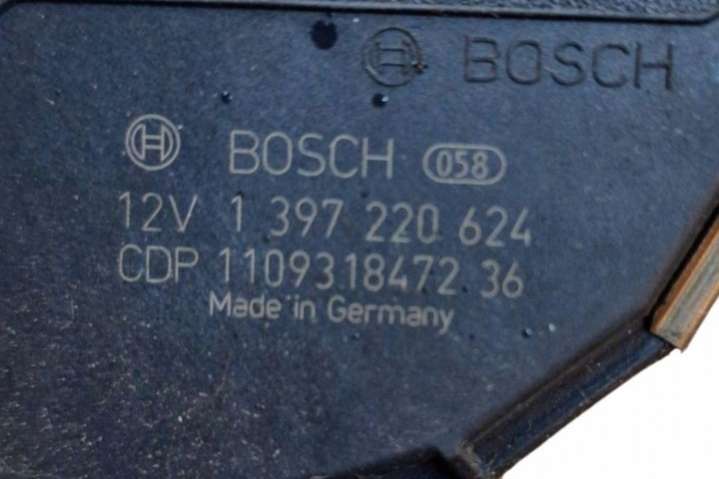 BOSCH
BOSCH 058
12V 1 397 220 624
CDP 1109318472 36
Made in Germany